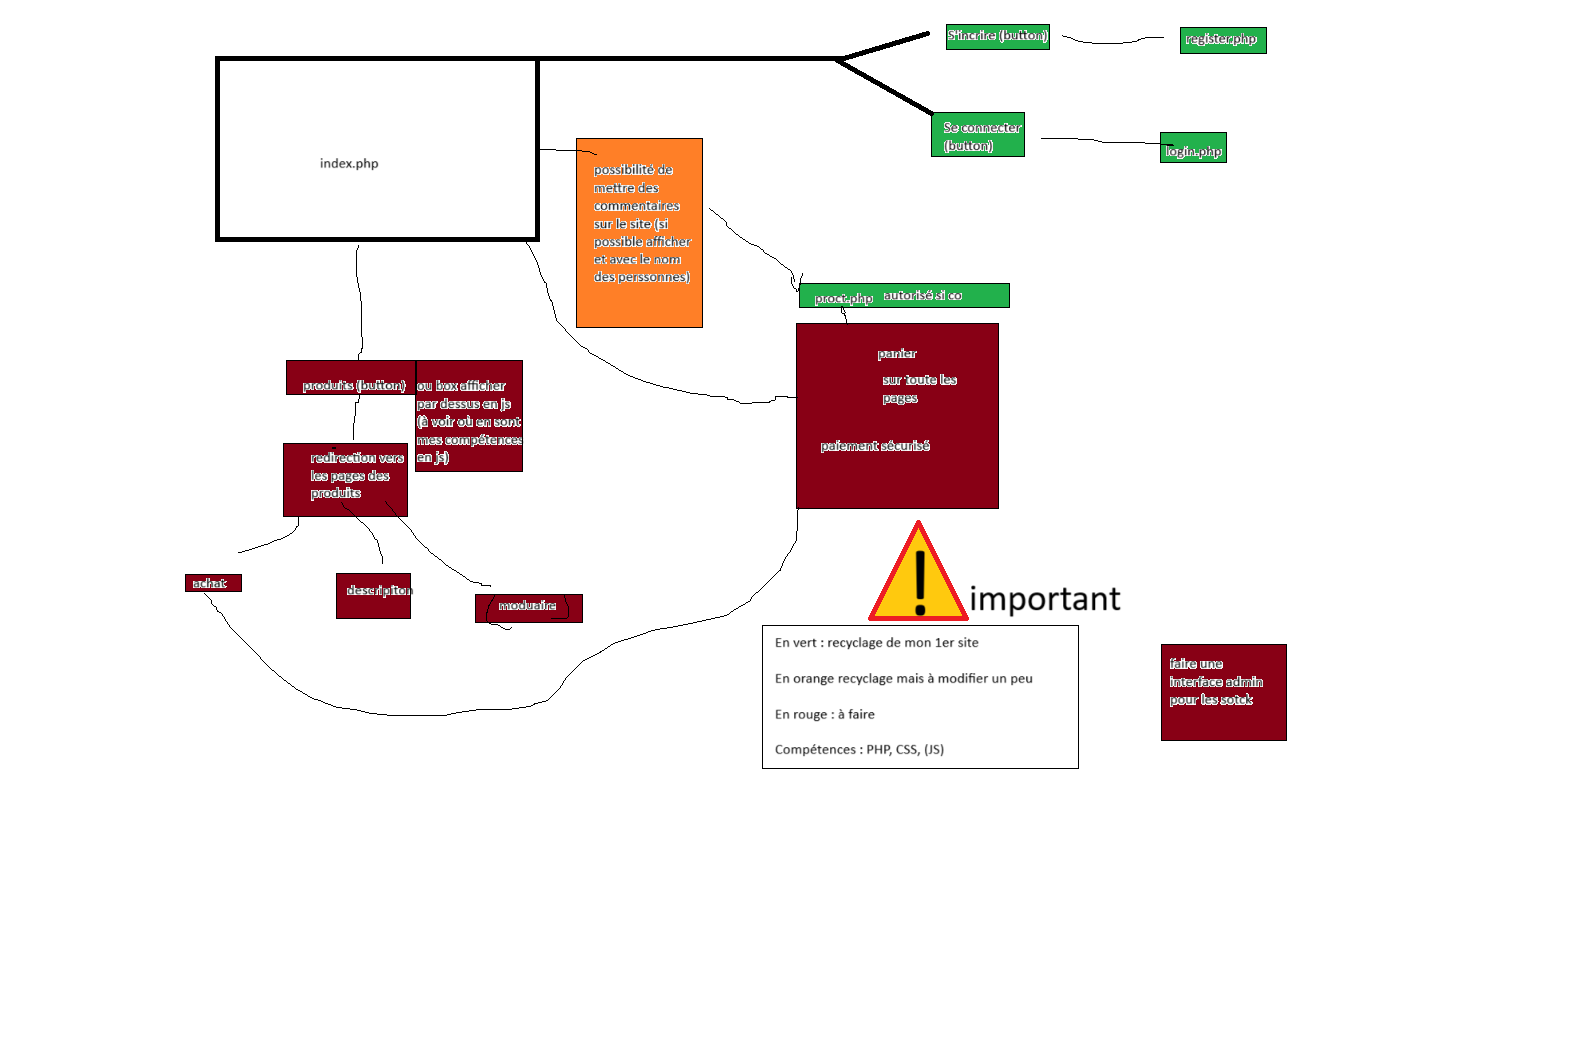 S'incrire (button)
register.php
index.php
Se connecter
(button)
login.php
possibilité de
mettre des
commentaires
sur le site (si
possible afficher
et avec le nom
des perssonnes)
proct.php autorisé si co
panier
sur toute les
pages
paiement sécurisé
produits (button)
ou box afficher
par dessus en js
(à voir où en sont
mes compétences
en js)
redirection vers
les pages des
produits
achat
descripiton
moduaire
important
En vert : recyclage de mon 1er site
En orange recyclage mais à modifier un peu
En rouge : à faire
Compétences : PHP, CSS, (JS)
faire une
interface admin
pour les sotck